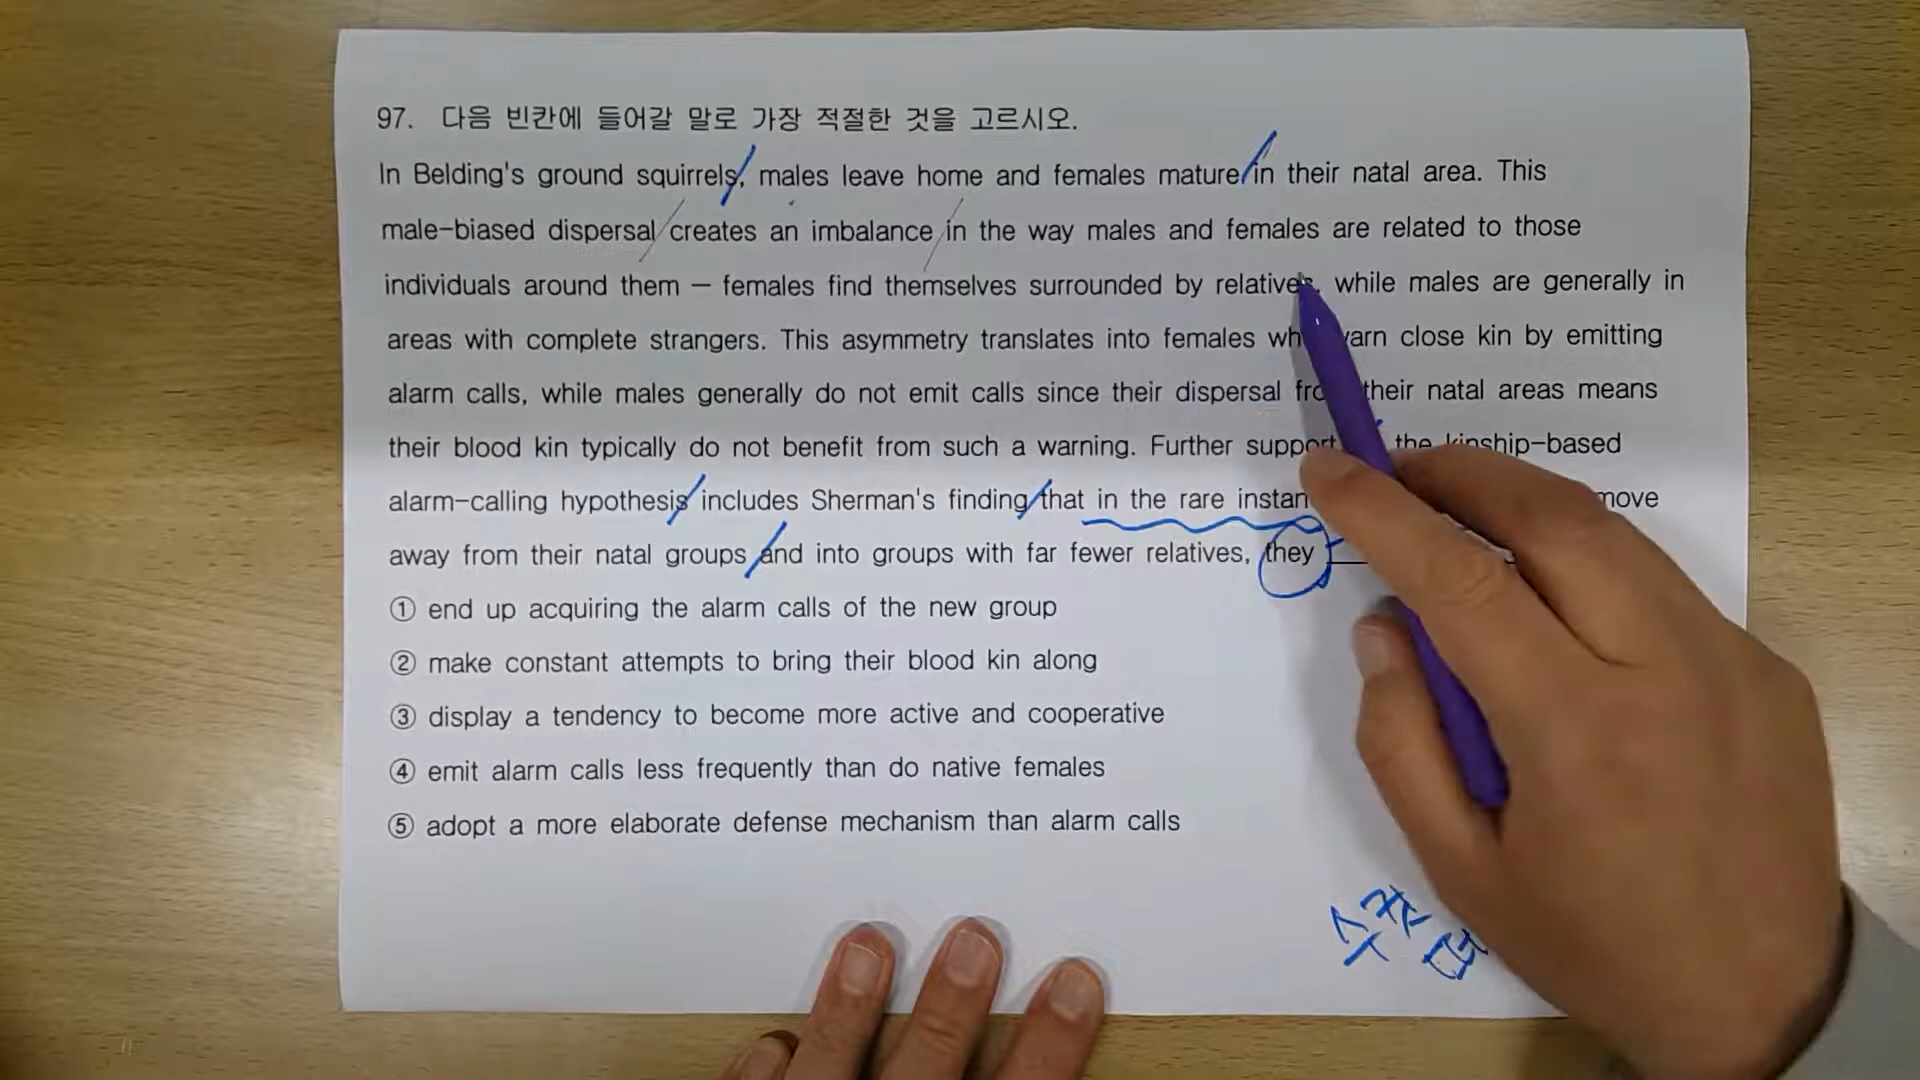 97. 다음 빈칸에 들어갈 말로 가장 적절한 것을 고르시오.
In Belding's ground squirrels, males leave home and females mature in their natal area. This
male-biased dispersal creates an imbalance in the way males and females are related to those
individuals around them — females find themselves surrounded by relatives, while males are generally in
areas with complete strangers. This asymmetry translates into females warn close kin by emitting
alarm calls, while males generally do not emit calls since their dispersal their natal areas means
their blood kin typically do not benefit from such a warning. Further support the kinship-based
alarm-calling hypothesis includes Sherman's finding that in the rare move
away from their natal groups and into groups with far fewer relatives, they
① end up acquiring the alarm calls of the new group
② make constant attempts to bring their blood kin along
③ display a tendency to become more active and cooperative
④ emit alarm calls less frequently than do native females
⑤ adopt a more elaborate defense mechanism than alarm calls
수컷